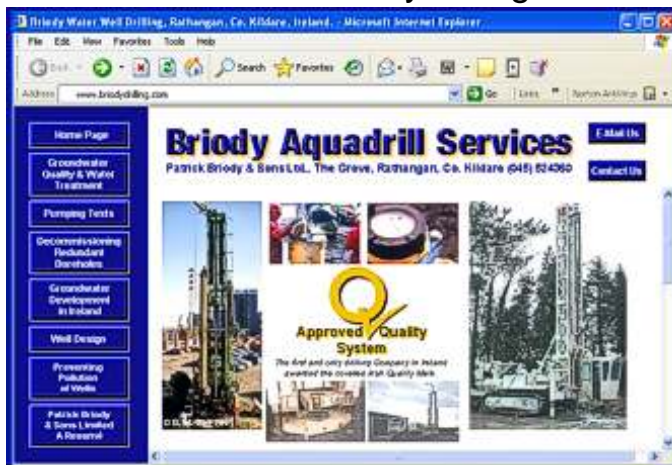 Briody Water Well Drilling, Rathangan, Co. Kildare, Ireland. - Microsoft Internet Explorer
File Edit View Favorites Tools Help
Back Search Favorites
Address www.briodydrilling.com Go Links Norton AntiVirus
Home Page
Groundwater
Quality & Water
Treatment
Pumping Tests
Decommissioning
Redundant
Boreholes
Groundwater
Development
in Ireland
Well Design
Preventing
Pollution
of Wells
Patrick Briody
& Sons Limited
A Resumé
Briody Aquadrill Services
Patrick Briody & Sons Ltd., The Grove, Rathangan, Co. Kildare (045) 524360
E.Mail Us
Contact Us
Q
Approved Quality
System
The first and only drilling Company in Ireland
awarded the coveted Irish Quality Mark